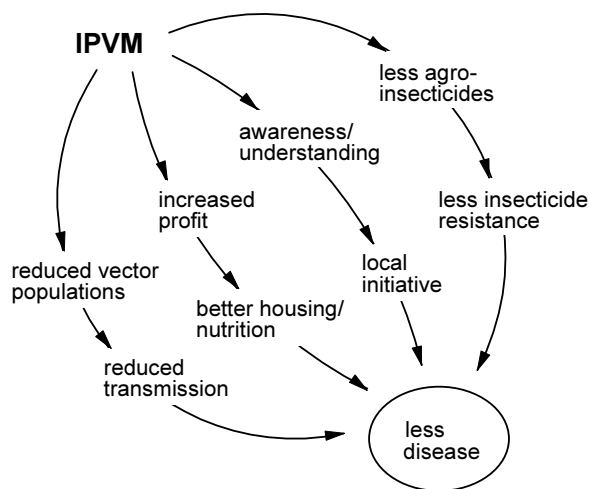 IPVM
less agro-
insecticides
awareness/
understanding
increased
profit
less insecticide
resistance
reduced vector
populations
local
initiative
better housing/
nutrition
reduced
transmission
less
disease